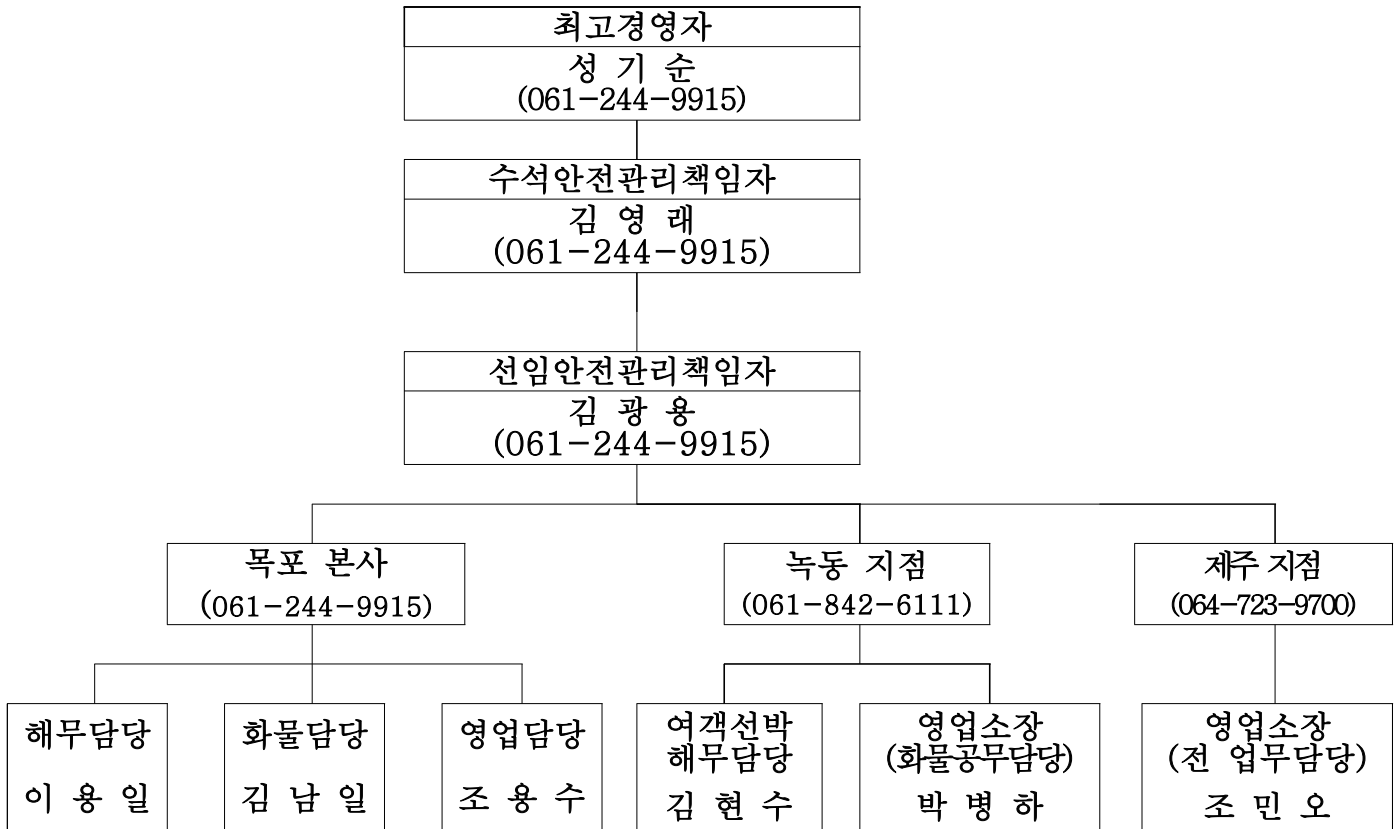 최고경영자
성 기 순
(061-244-9915)
수석안전관리책임자
김 영 래
(061-244-9915)
선임안전관리책임자
김 광 용
(061-244-9915)
목포 본사
(061-244-9915)
녹동 지점
(061-842-6111)
제주 지점
(064-723-9700)
해무담당
이 용 일
화물담당
김 남 일
영업담당
조 용 수
여객선박
해무담당
김 현 수
영업소장
(화물공무담당)
박 병 하
영업소장
(전 업무담당)
조 민 오